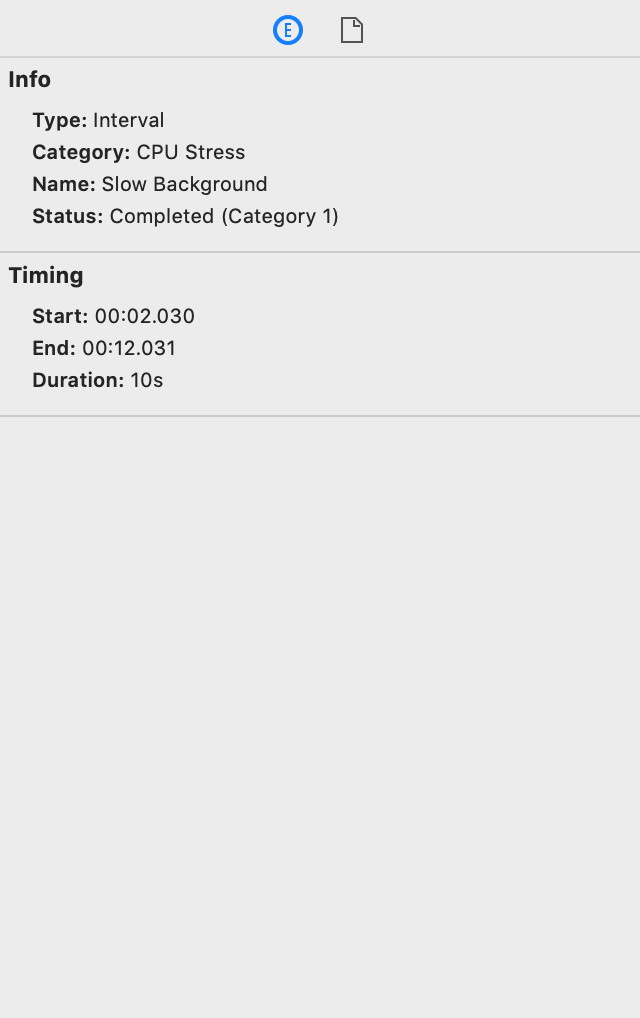 E
Info
Type: Interval
Category: CPU Stress
Name: Slow Background
Status: Completed (Category 1)
Timing
Start: 00:02.030
End: 00:12.031
Duration: 10s